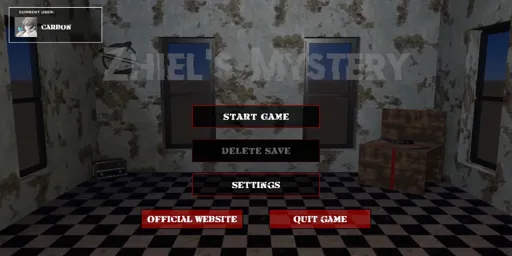 CURRENT USER:
CARBON
ZHIEL'S MYSTERY
START GAME
DELETE SAVE
SETTINGS
OFFICIAL WEBSITE
QUIT GAME